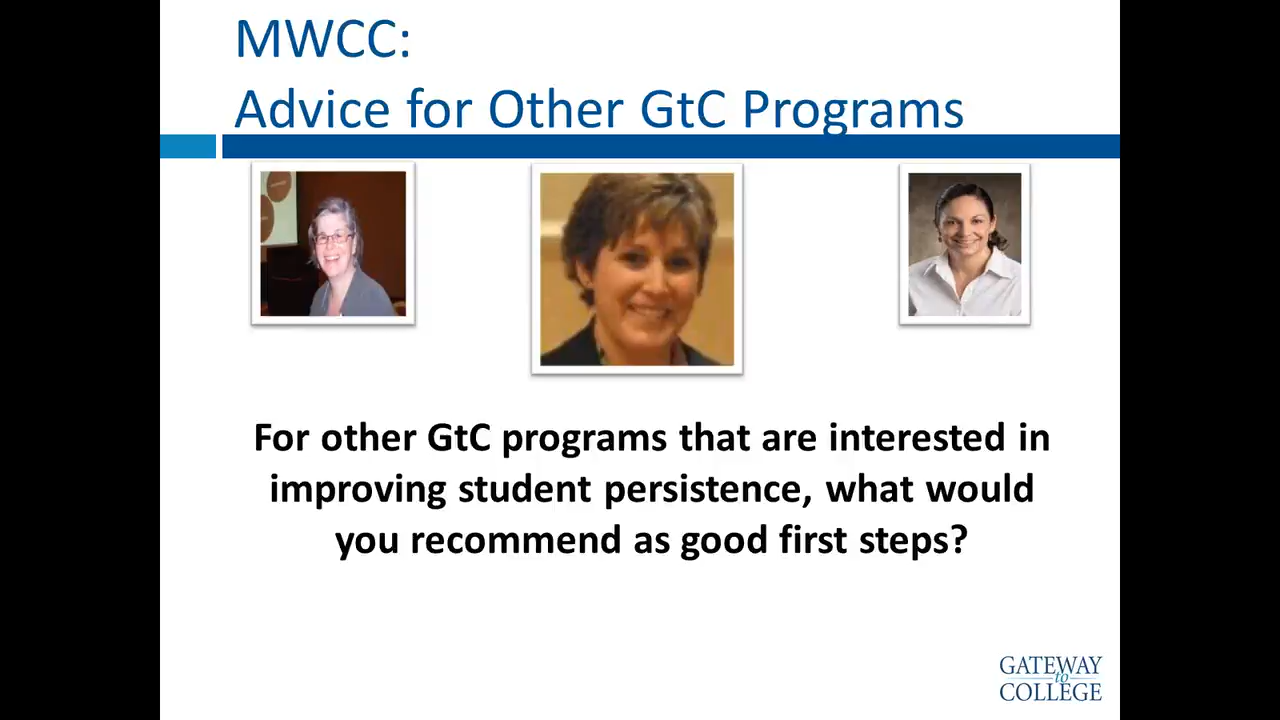 MWCC:
Advice for Other GtC Programs
For other GtC programs that are interested in
improving student persistence, what would
you recommend as good first steps?
GATEWAY
to
COLLEGE